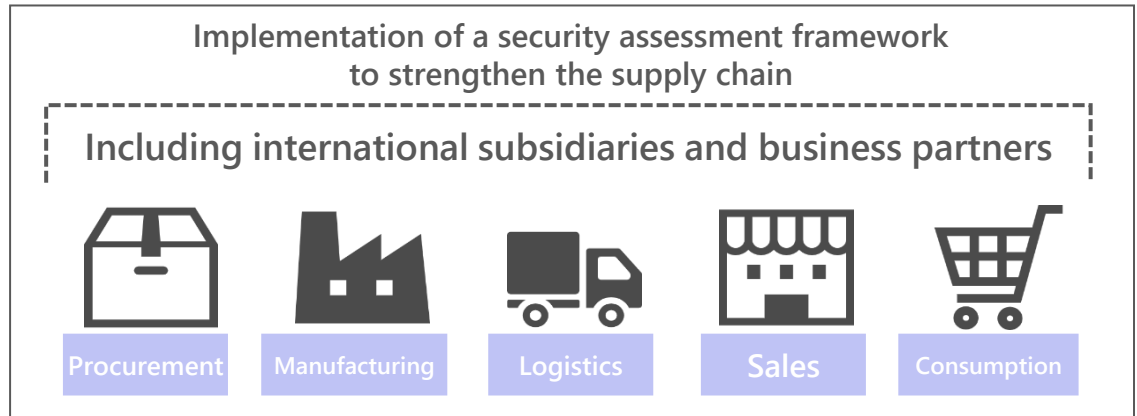 Implementation of a security assessment framework
to strengthen the supply chain
Including international subsidiaries and business partners
Procurement
Manufacturing
Logistics
Sales
Consumption